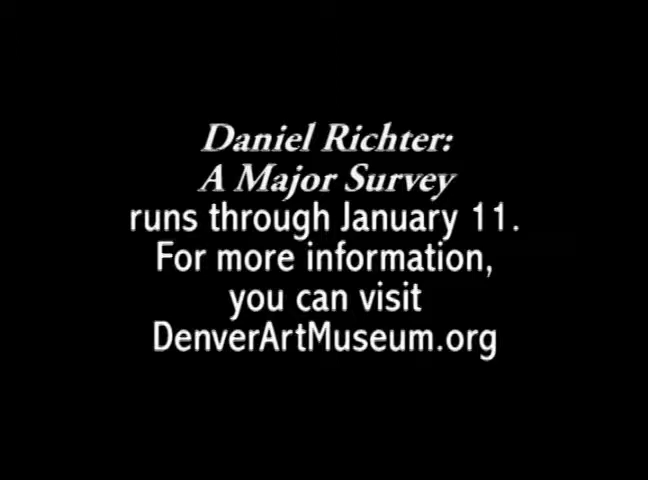 Daniel Richter:
A Major Survey
runs through January 11.
For more information,
you can visit
DenverArtMuseum.org